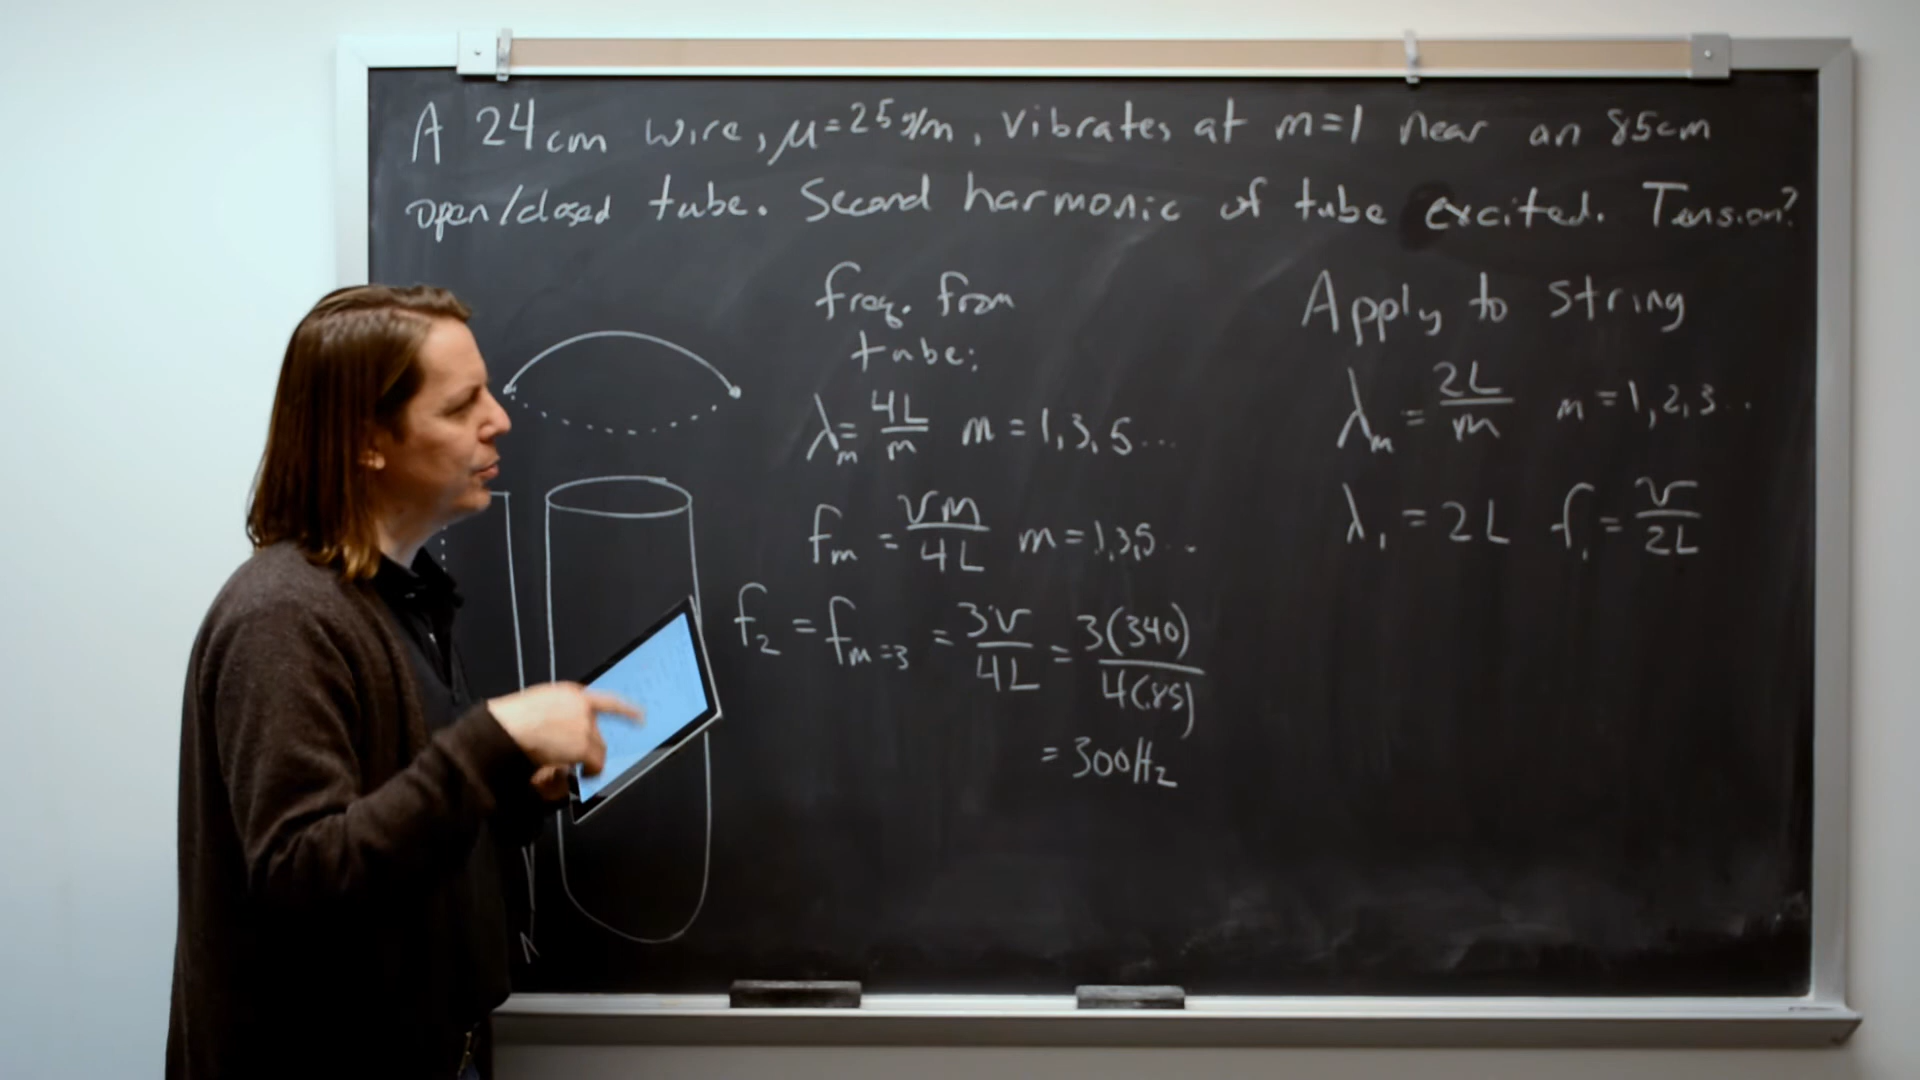 A 24cm wire, μ=25g/m, vibrates at m=1 near an 85cm
open/closed tube. Second harmonic of tube excited. Tension?
freq. from
tube:
λm = 4L/m m = 1,3,5...
fm = vm/4L m=1,3,5...
f2 = fm=3 = 3v/4L = 3(340)/4(.85)
= 300Hz
Apply to string
λm = 2L/m m = 1,2,3...
λ1 = 2L f1 = v/2L